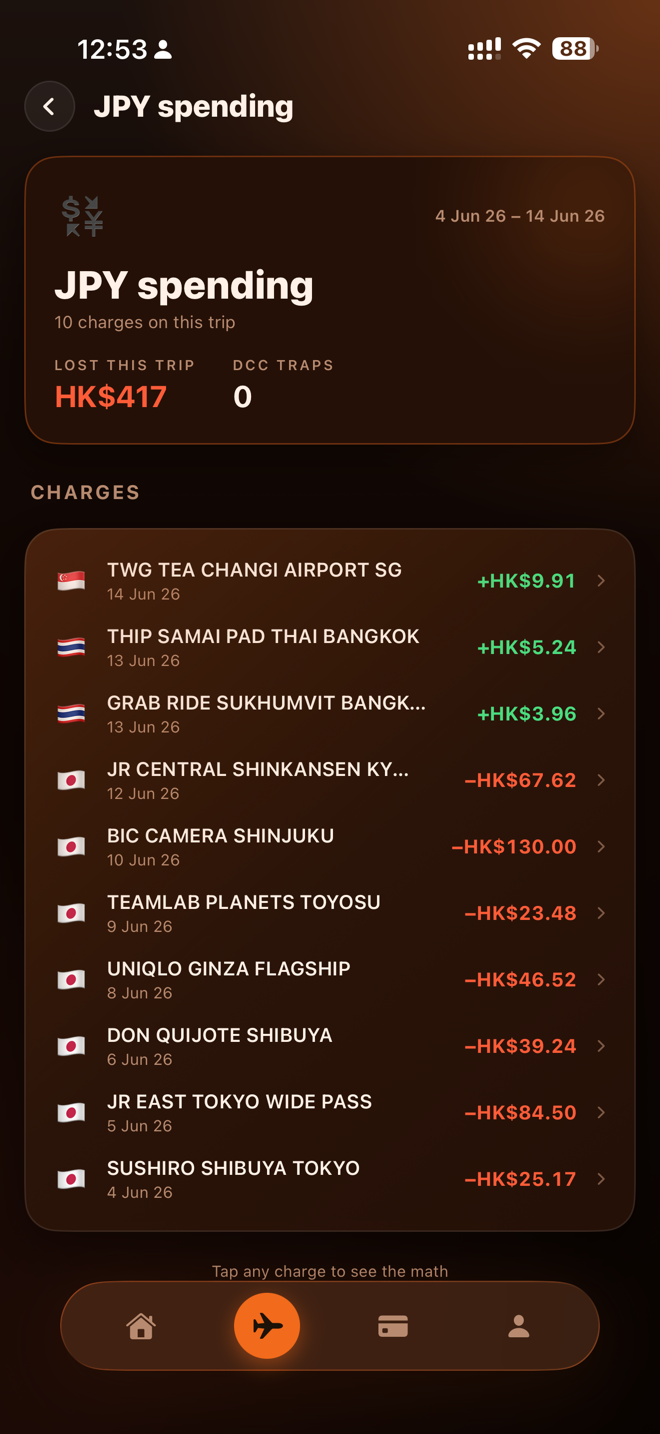 12:53
88
JPY spending
4 Jun 26 – 14 Jun 26
JPY spending
10 charges on this trip
LOST THIS TRIP
DCC TRAPS
HK$417
0
CHARGES
TWG TEA CHANGI AIRPORT SG
+HK$9.91
14 Jun 26
THIP SAMAI PAD THAI BANGKOK
+HK$5.24
13 Jun 26
GRAB RIDE SUKHUMVIT BANGK...
+HK$3.96
13 Jun 26
JR CENTRAL SHINKANSEN KY...
–HK$67.62
12 Jun 26
BIC CAMERA SHINJUKU
–HK$130.00
10 Jun 26
TEAMLAB PLANETS TOYOSU
–HK$23.48
9 Jun 26
UNIQLO GINZA FLAGSHIP
–HK$46.52
8 Jun 26
DON QUIJOTE SHIBUYA
–HK$39.24
6 Jun 26
JR EAST TOKYO WIDE PASS
–HK$84.50
5 Jun 26
SUSHIRO SHIBUYA TOKYO
–HK$25.17
4 Jun 26
Tap any charge to see the math